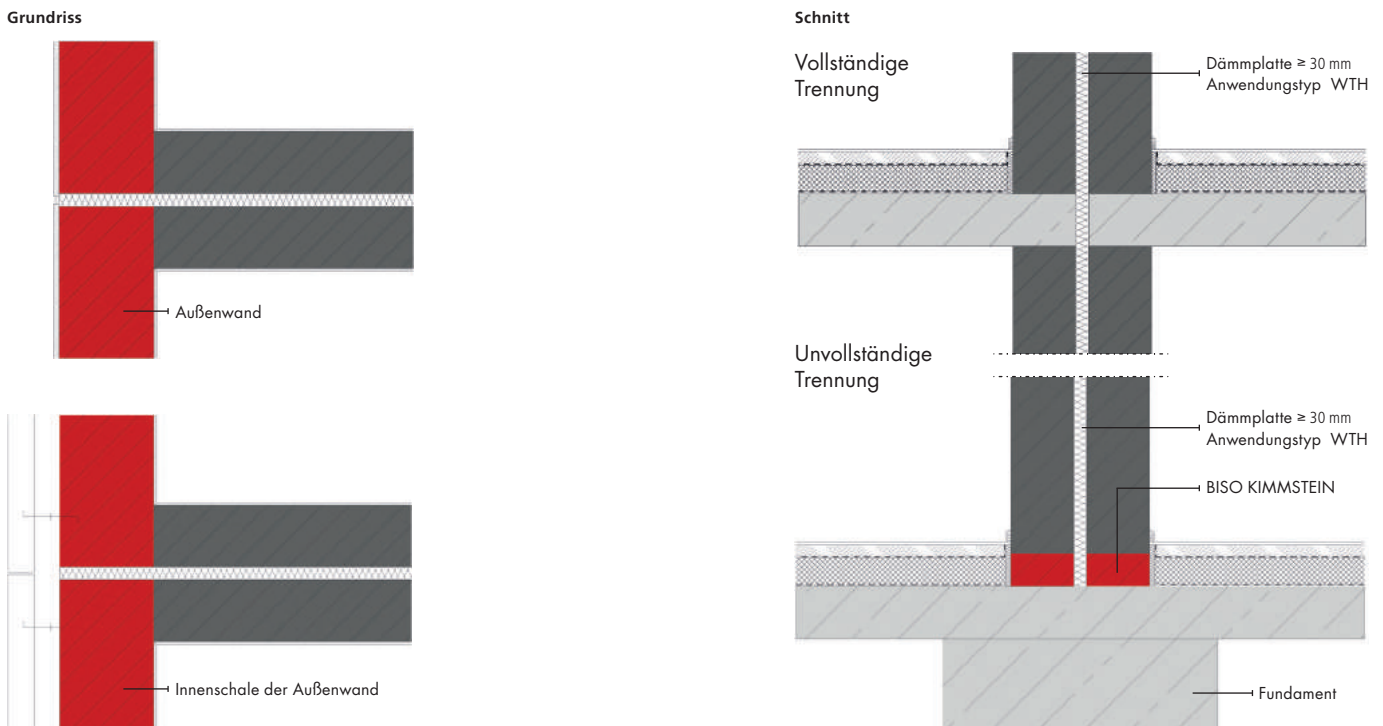 Grundriss
Außenwand
Innenschale der Außenwand
Schnitt
Vollständige
Trennung
Dämmplatte ≥ 30 mm
Anwendungstyp WTH
Unvollständige
Trennung
Dämmplatte ≥ 30 mm
Anwendungstyp WTH
BISO KIMMSTEIN
Fundament